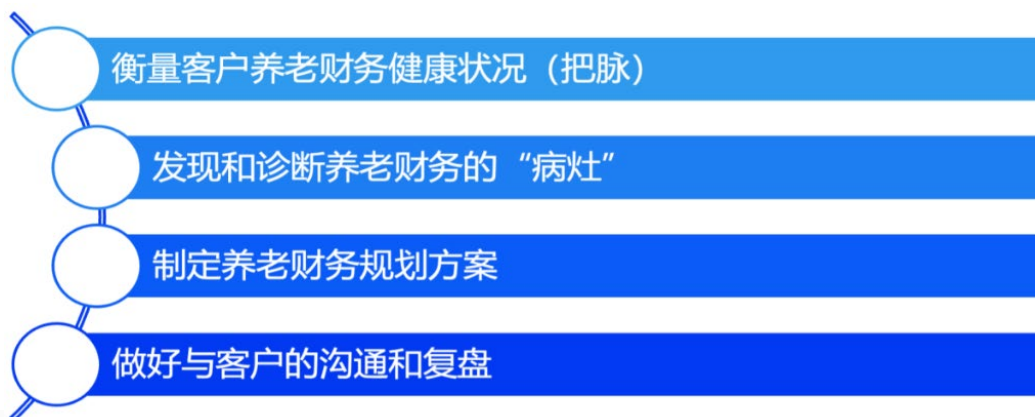 衡量客户养老财务健康状况（把脉）
发现和诊断养老财务的“病灶”
制定养老财务规划方案
做好与客户的沟通和复盘